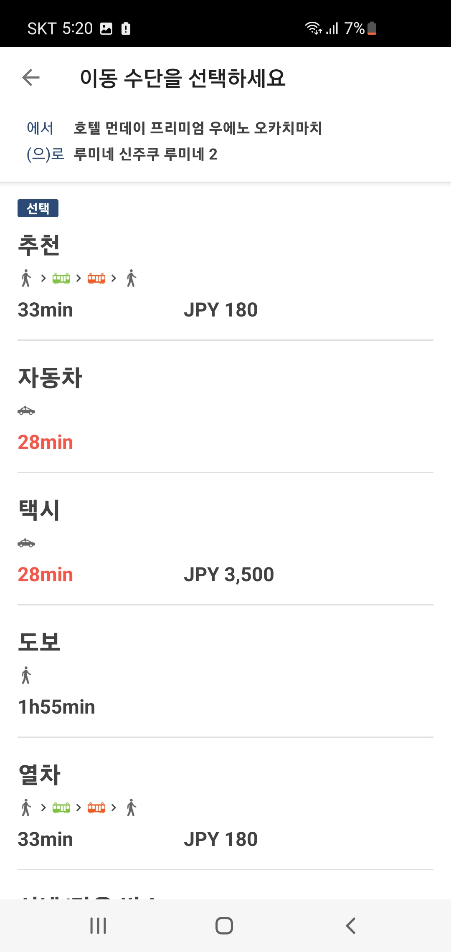 SKT 5:20
7%
이동 수단을 선택하세요
에서 호텔 먼데이 프리미엄 우에노 오카치마치
(으)로 루미네 신주쿠 루미네 2
선택
추천
33min JPY 180
자동차
28min
택시
28min JPY 3,500
도보
1h55min
열차
33min JPY 180